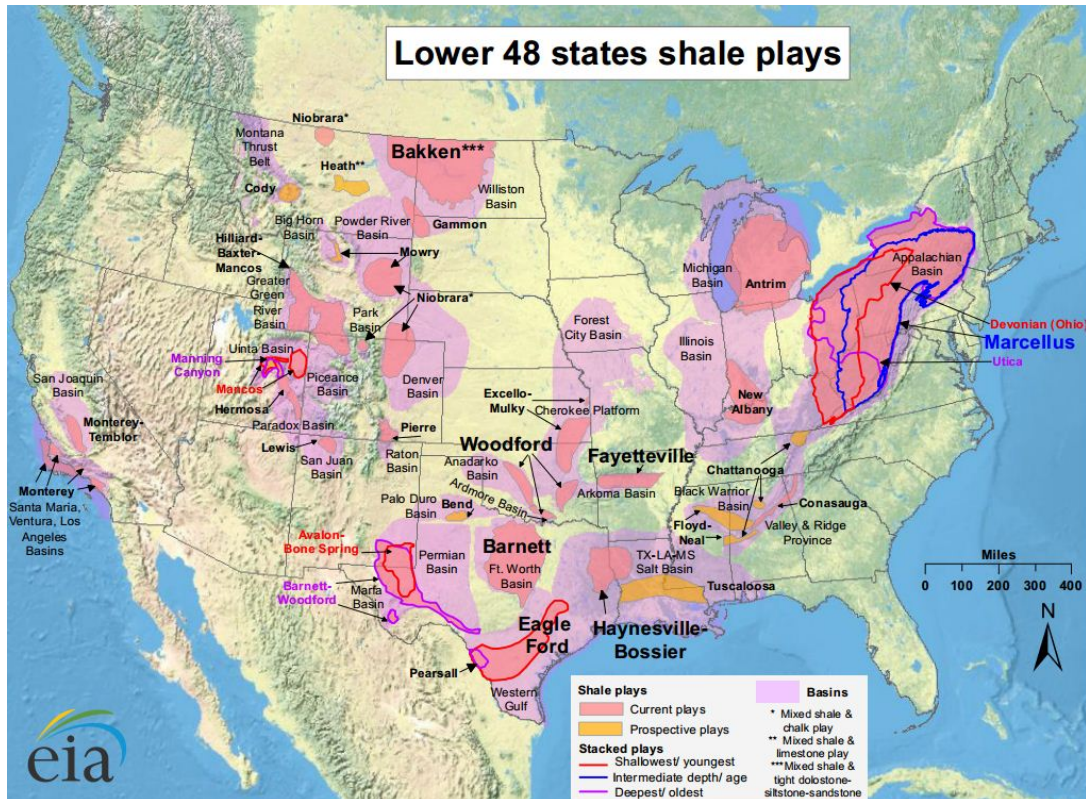 Lower 48 states shale plays
Niobrara*
Montana
Thrust
Belt
Bakken***
Heath**
Cody
Williston
Basin
Big Horn
Basin
Powder River
Basin
Gammon
Hilliard-
Baxter-
Mancos
Mowry
Greater
Green
River
Basin
Niobrara*
Park
Basin
Michigan
Basin
Antrim
Appalachian
Basin
Devonian (Ohio)
Marcellus
Utica
Forest
City Basin
Illinois
Basin
Uinta Basin
Manning
Canyon
Mancos
Piceance
Basin
Denver
Basin
San Joaquin
Basin
Hermosa
Paradox Basin
Excello-
Mulky
Cherokee Platform
New
Albany
Monterey-
Temblor
Lewis
San Juan
Basin
Pierre
Raton
Basin
Woodford
Anadarko
Basin
Fayetteville
Arkoma Basin
Chattanooga
Monterey
Santa Maria,
Ventura, Los
Angeles
Basins
Palo Duro
Basin
Bend
Ardmore Basin
Black Warrior
Basin
Conasauga
Floyd-
Neal
Valley & Ridge
Province
Avalon-
Bone Spring
Permian
Basin
Barnett
Ft. Worth
Basin
TX-LA-MS
Salt Basin
Tuscaloosa
Barnett-
Woodford
Marfa
Basin
Eagle
Ford
Haynesville-
Bossier
Pearsall
Western
Gulf
Miles
0 100 200 300 400
N
Shale plays
Current plays
Prospective plays
Stacked plays
Shallowest/ youngest
Intermediate depth/ age
Deepest/ oldest
Basins
* Mixed shale &
chalk play
** Mixed shale &
limestone play
***Mixed shale &
tight dolostone-
siltstone-sandstone
eia